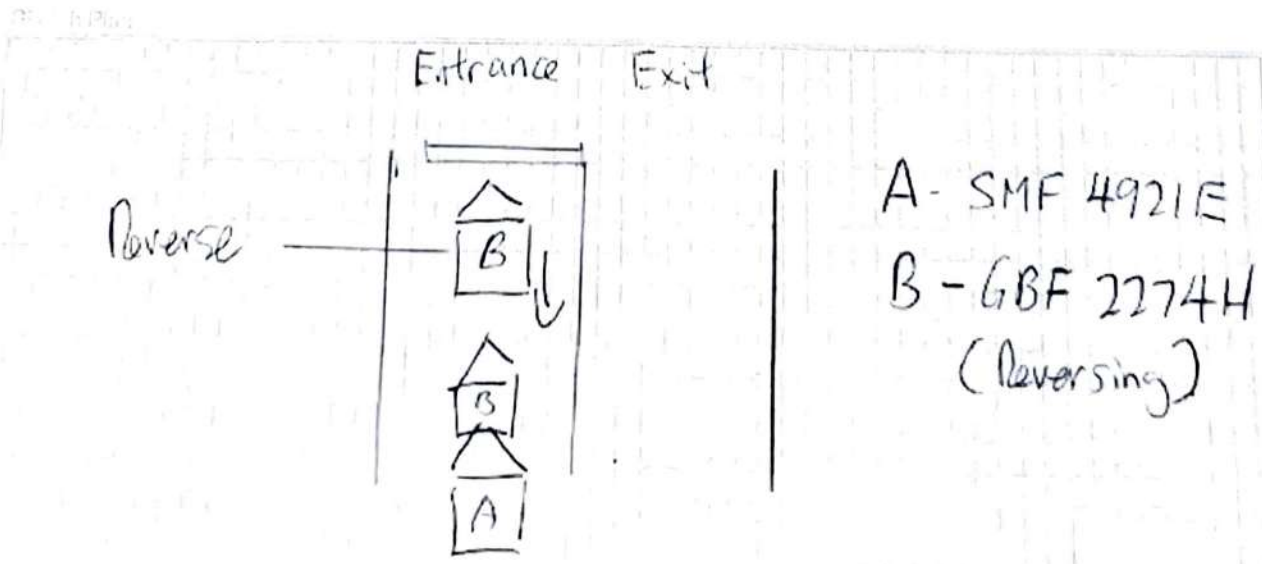 Entrance Exit
Reverse
B
B
A
A - SMF 4921E
B - GBF 2274H
(Reversing)